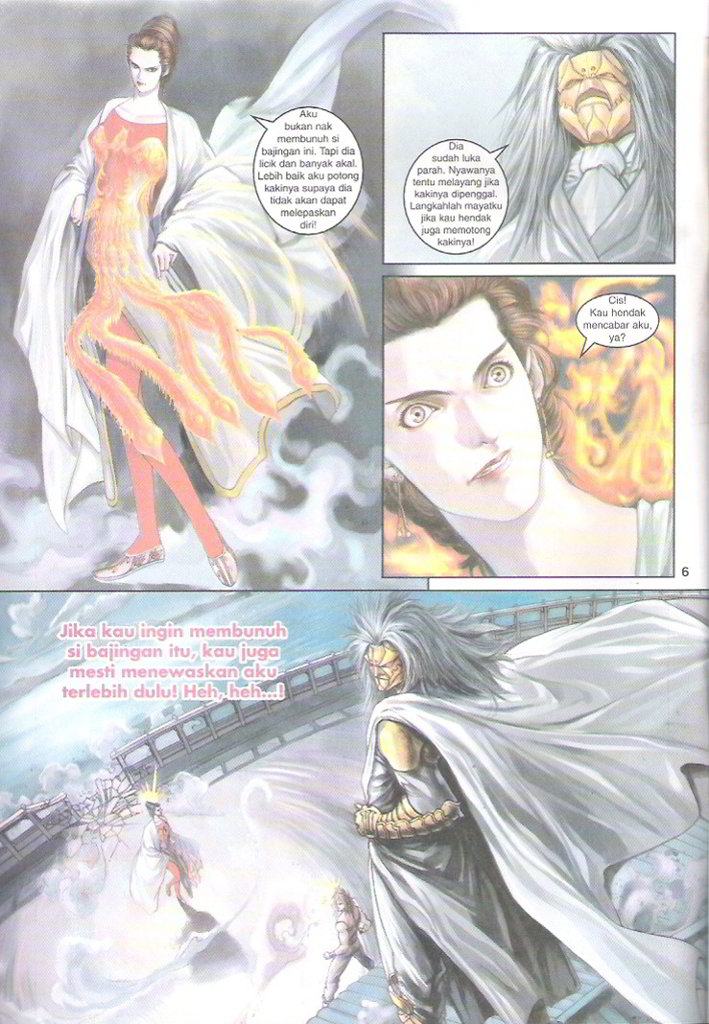 Aku
bukan nak
membunuh si
bajingan ini. Tapi dia
licik dan banyak akal.
Lebih baik aku potong
kakinya supaya dia
tidak akan dapat
melepaskan
diri!
Dia
sudah luka
parah. Nyawanya
tentu melayang jika
kakinya dipenggal.
Langkahlah mayatku
jika kau hendak
juga memotong
kakinya!
Cis!
Kau hondak
mencabar aku,
ya?
6
Jika kau ingin membunuh
si bajingan itu, kau juga
mesti menewaskan aku
terlebih dulu! Heh, heh...!